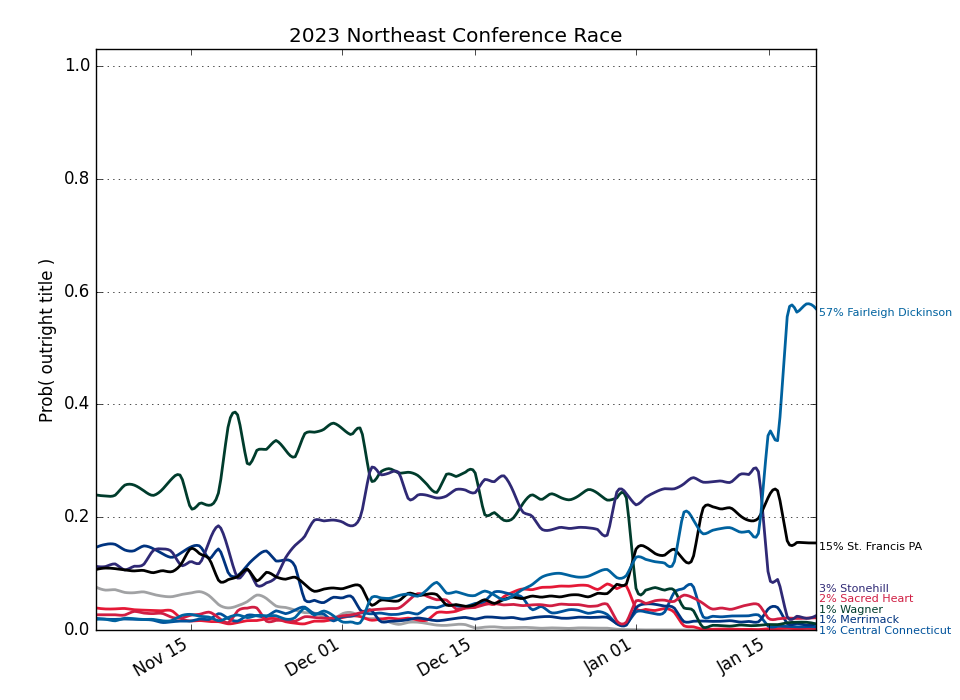 2023 Northeast Conference Race
Prob( outright title )
1.0
0.8
0.6
0.4
0.2
0.0
Nov 15
Dec 01
Dec 15
Jan 01
Jan 15
57% Fairleigh Dickinson
15% St. Francis PA
3% Stonehill
2% Sacred Heart
1% Wagner
1% Merrimack
1% Central Connecticut